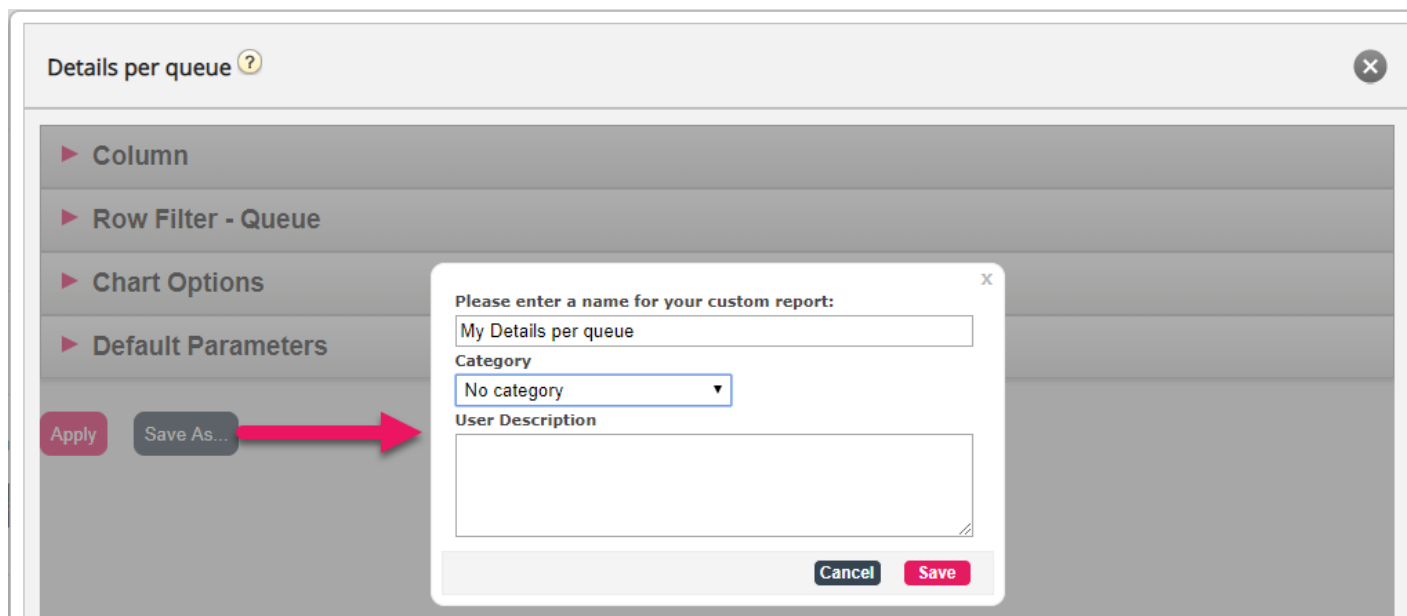 Details per queue ?
Column
Row Filter - Queue
Chart Options
Default Parameters
Apply
Save As...
x
Please enter a name for your custom report:
My Details per queue
Category
No category
User Description
Cancel
Save